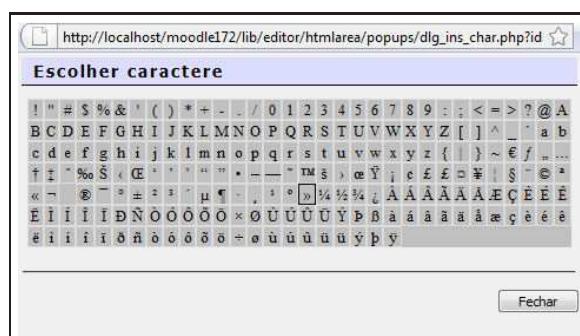 http://localhost/moodle172/lib/editor/htmlarea/popups/dlg_ins_char.php?id
Escolher caractere
! " # $ % & ' ( ) * + - . / 0 1 2 3 4 5 6 7 8 9 : ; < = > ? @ A
B C D E F G H I J K L M N O P Q R S T U V W X Y Z [ ] ^ _ ` a b
c d e f g h i j k l m n o p q r s t u v w x y z { | } ~ € ƒ „ …
† ‡ ˆ ‰ Š ‹ Œ ‘ ’ “ ” • – — ˜ ™ š › œ Ÿ ¡ ¢ £ £ ¤ ¥ ¦ § ¨ © ª
« ¬ ® ¯ ° ± ² ³ ´ µ ¶ · ¸ ¹ º » ¼ ½ ¾ ¿ À Á Â Ã Ä Å Æ Ç È É Ê
Ë Ì Í Î Ï Ð Ñ Ò Ó Ô Õ Ö × Ø Ù Ú Û Ü Ý Þ ß à á â ã ä å æ ç è é ê
ë ì í î ï ð ñ ò ó ô õ ö ÷ ø ù ú û ü ý þ ÿ
Fechar